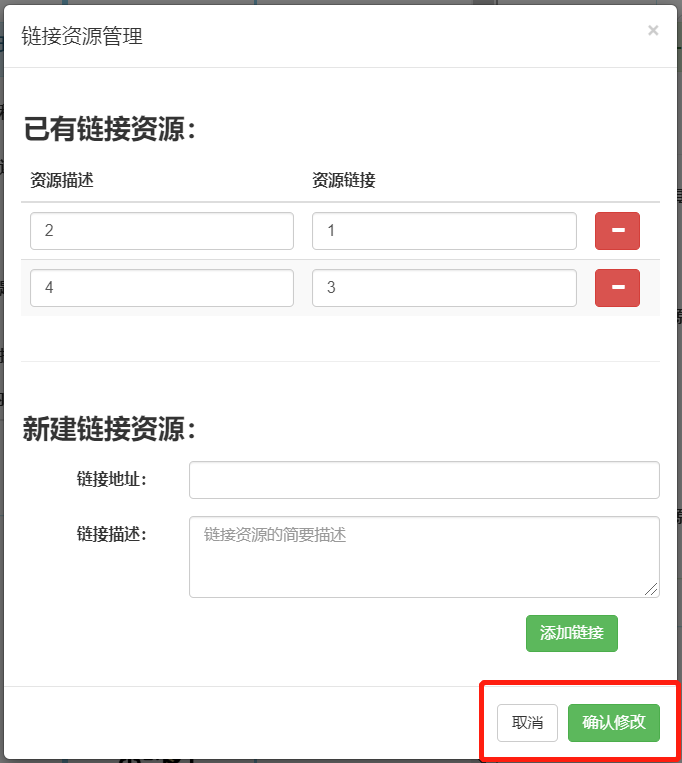 链接资源管理 ×
已有链接资源：
资源描述 资源链接
2 1
4 3
新建链接资源：
链接地址：
链接描述： 链接资源的简要描述
添加链接
取消 确认修改